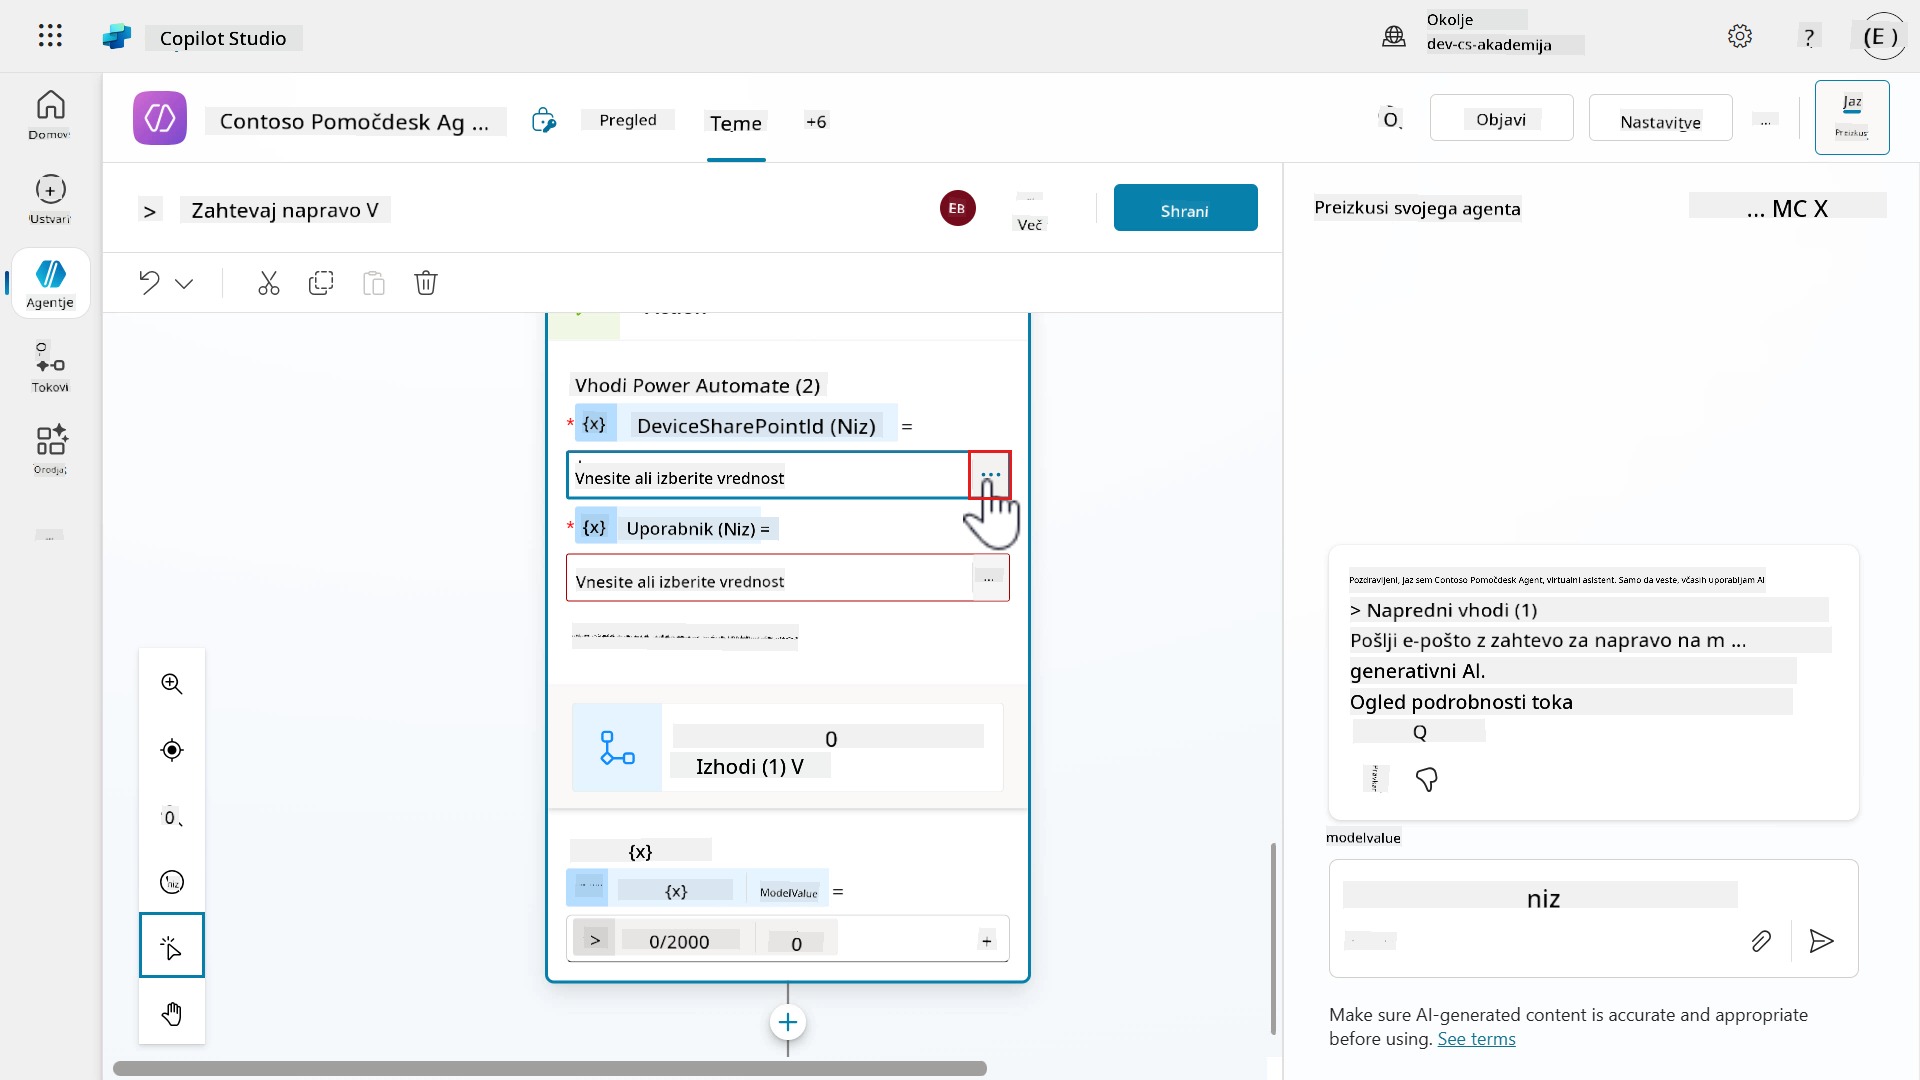 Copilot Studio
Okolje
dev-cs-akademija
?
(E )
Domov
Ustvari
Agentje
Tokovi
Orodja;
Contoso Pomočdesk Ag ...
Pregled
Teme
+6
Objavi
Nastavitve
...
Jaz
Preizkus
> Zahtevaj napravo V
EB
Več
Shrani
Vhodi Power Automate (2)
* {x} DeviceSharePointId (Niz) =
Vnesite ali izberite vrednost ...
* {x} Uporabnik (Niz) =
Vnesite ali izberite vrednost ...
0
Izhodi (1) V
{x}
{x} ModelValue =
> 0/2000 0 +
Preizkusi svojega agenta
... MC X
Pozdravljeni, jaz sem Contoso Pomočdesk Agent, virtualni asistent. Samo da veste, včasih uporabljam AI
> Napredni vhodi (1)
Pošlji e-pošto z zahtevo za napravo na m ...
generativni AI.
Ogled podrobnosti toka
Q
modelvalue
niz
Make sure AI-generated content is accurate and appropriate
before using. See terms